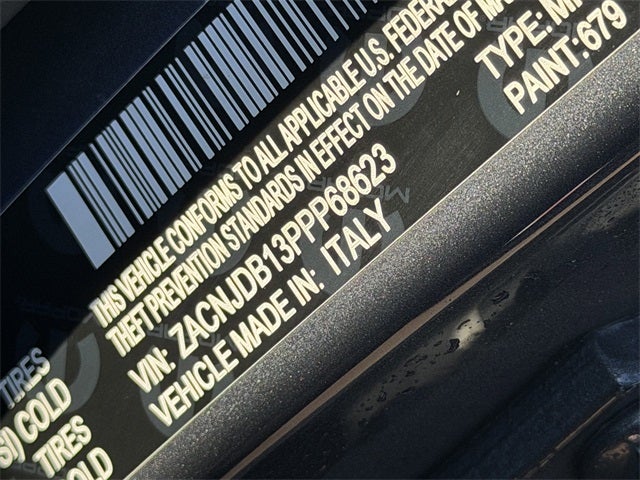 THIS VEHICLE CONFORMS TO ALL APPLICABLE U.S. FEDERAL
THEFT PREVENTION STANDARDS IN EFFECT ON THE DATE OF
VIN: ZACNJDB13PPP68623
TYPE:
VEHICLE MADE IN: ITALY
PAINT:679
TIRES
COLD
TIRES